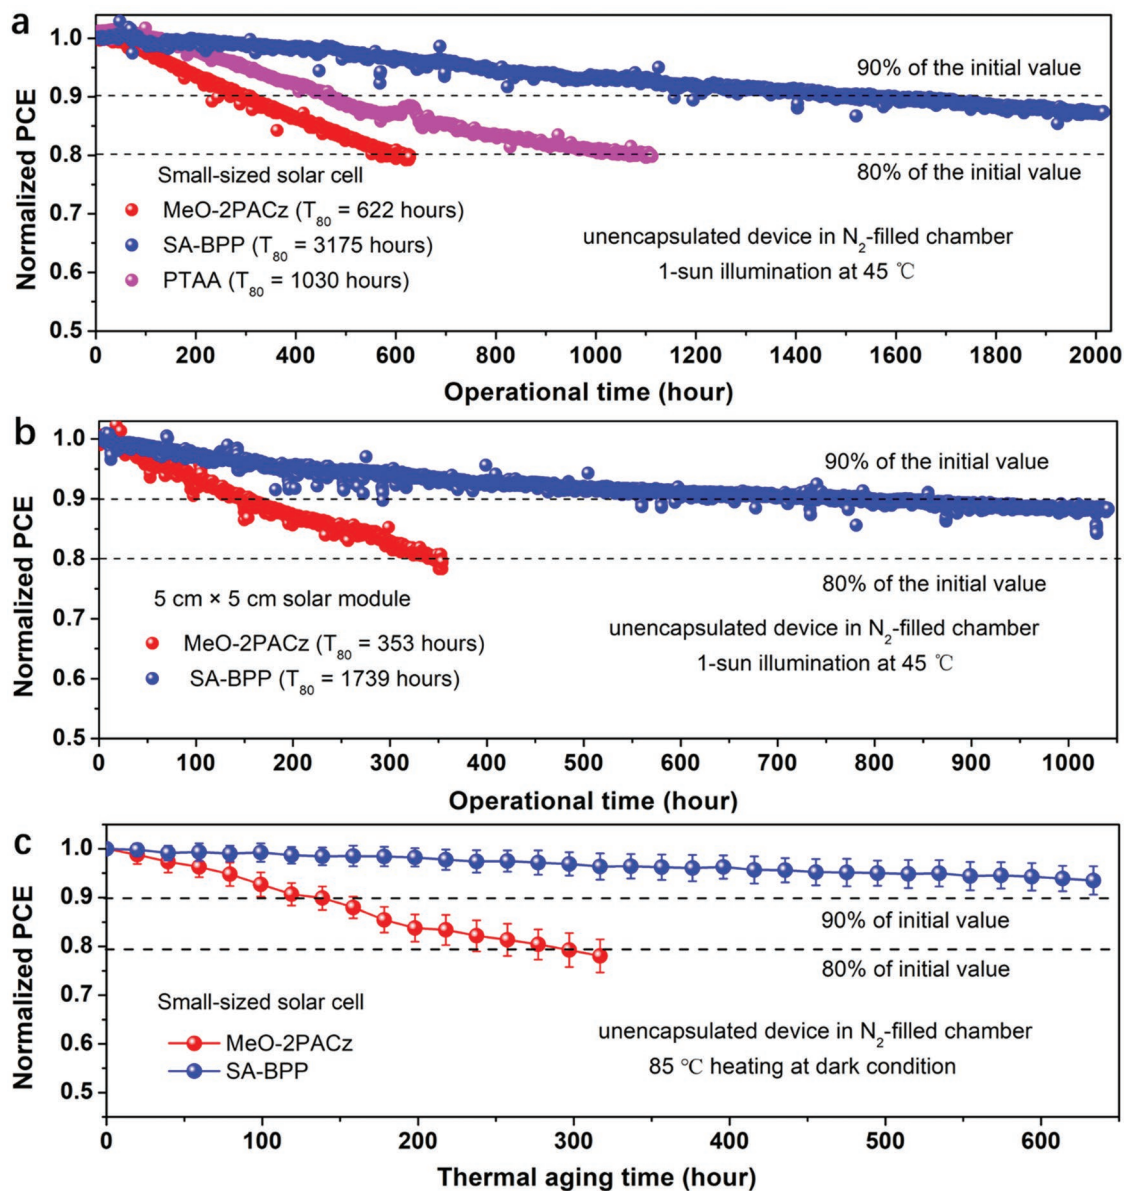 a
Normalized PCE
1.0
0.9
0.8
0.7
0.6
0.5
90% of the initial value
80% of the initial value
Small-sized solar cell
MeO-2PACz (T80 = 622 hours)
SA-BPP (T80 = 3175 hours)
PTAA (T80 = 1030 hours)
unencapsulated device in N2-filled chamber
1-sun illumination at 45 ℃
0 200 400 600 800 1000 1200 1400 1600 1800 2000
Operational time (hour)
b
Normalized PCE
1.0
0.9
0.8
0.7
0.6
0.5
90% of the initial value
80% of the initial value
5 cm × 5 cm solar module
MeO-2PACz (T80 = 353 hours)
SA-BPP (T80 = 1739 hours)
unencapsulated device in N2-filled chamber
1-sun illumination at 45 ℃
0 100 200 300 400 500 600 700 800 900 1000
Operational time (hour)
c
Normalized PCE
1.0
0.9
0.8
0.7
0.6
0.5
90% of initial value
80% of initial value
Small-sized solar cell
MeO-2PACz
SA-BPP
unencapsulated device in N2-filled chamber
85 ℃ heating at dark condition
0 100 200 300 400 500 600
Thermal aging time (hour)